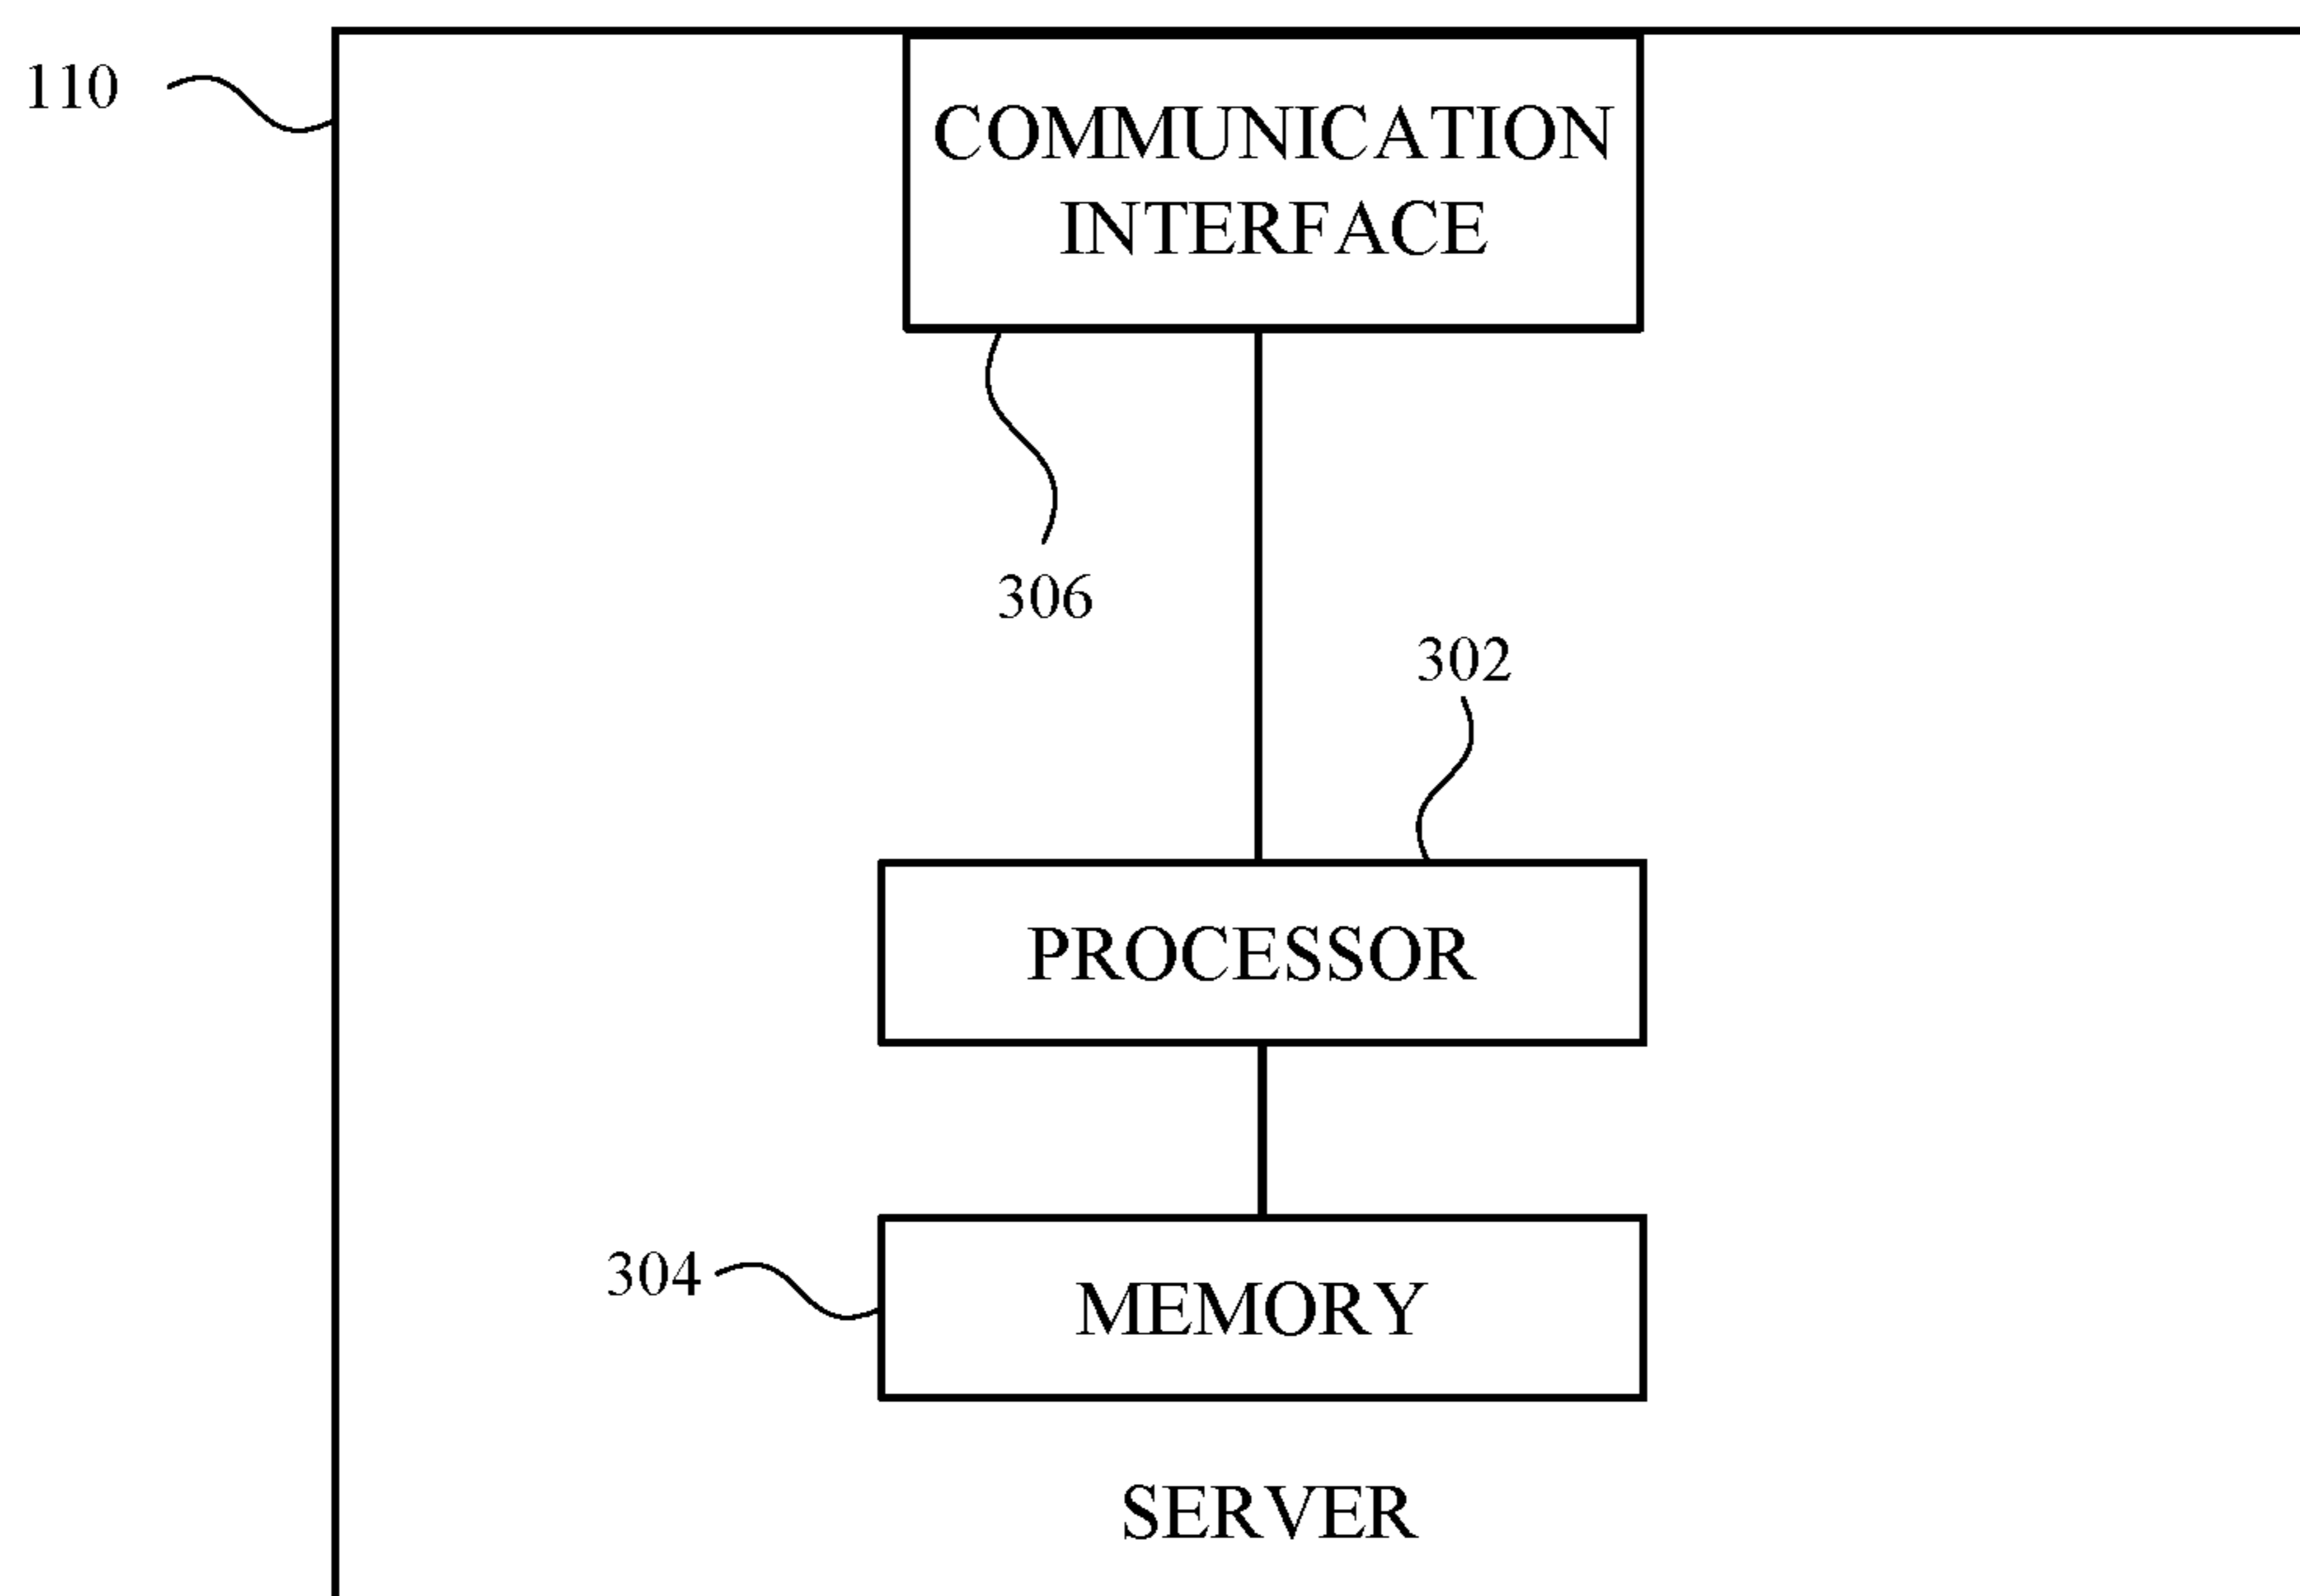 110
COMMUNICATION
INTERFACE
306
302
PROCESSOR
304
MEMORY
SERVER